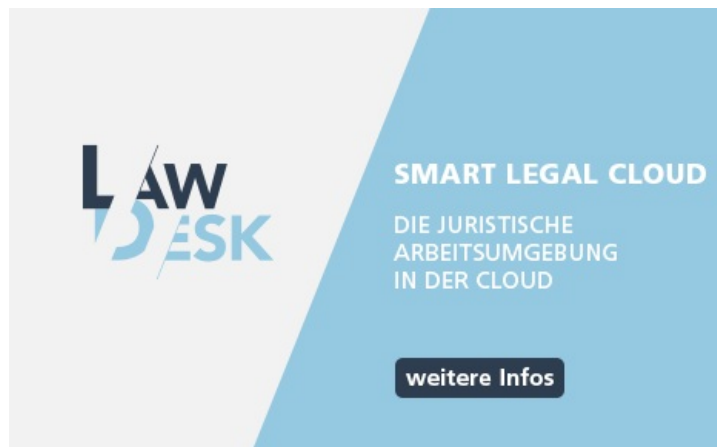 LAW
DESK
SMART LEGAL CLOUD
DIE JURISTISCHE
ARBEITSUMGEBUNG
IN DER CLOUD
weitere Infos